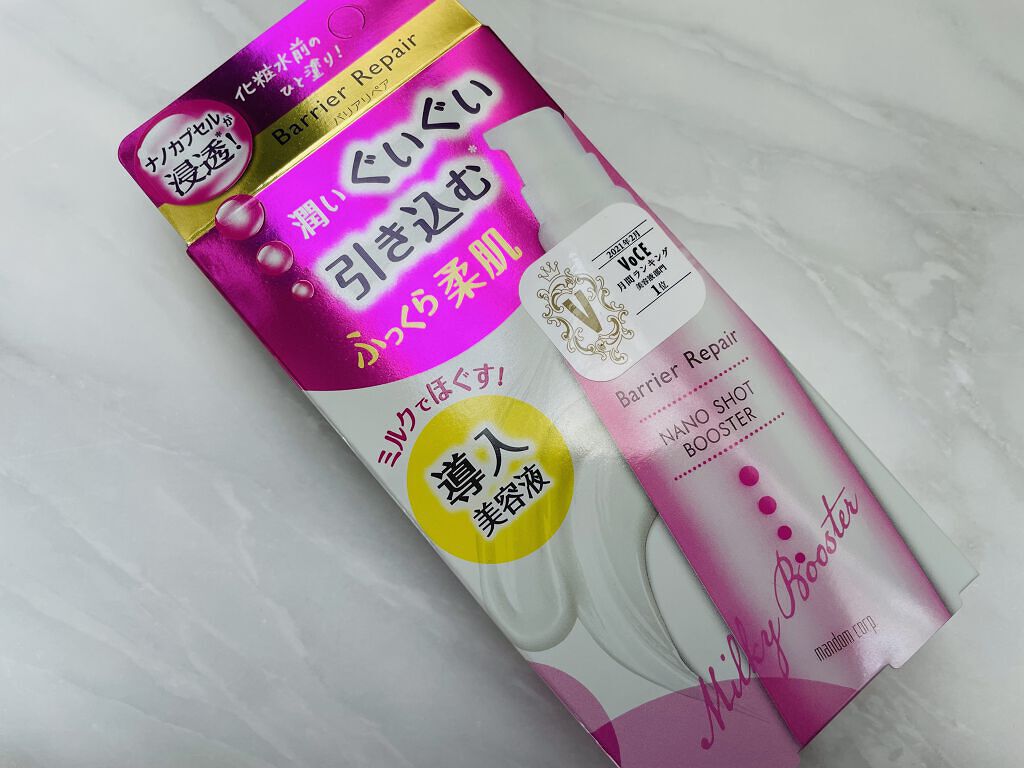 化粧水前の
ひと塗り!
Barrier Repair
バリアリペア
ナノカプセルが
浸透!*
潤いぐいぐい
引き込む*
ふっくら柔肌
ミルクでほぐす!
導入
美容液
2021年2月
VOCE
月間ランキング
美容液部門
1位
V
Barrier Repair
NANO SHOT
BOOSTER
Milky Booster
mandom corp